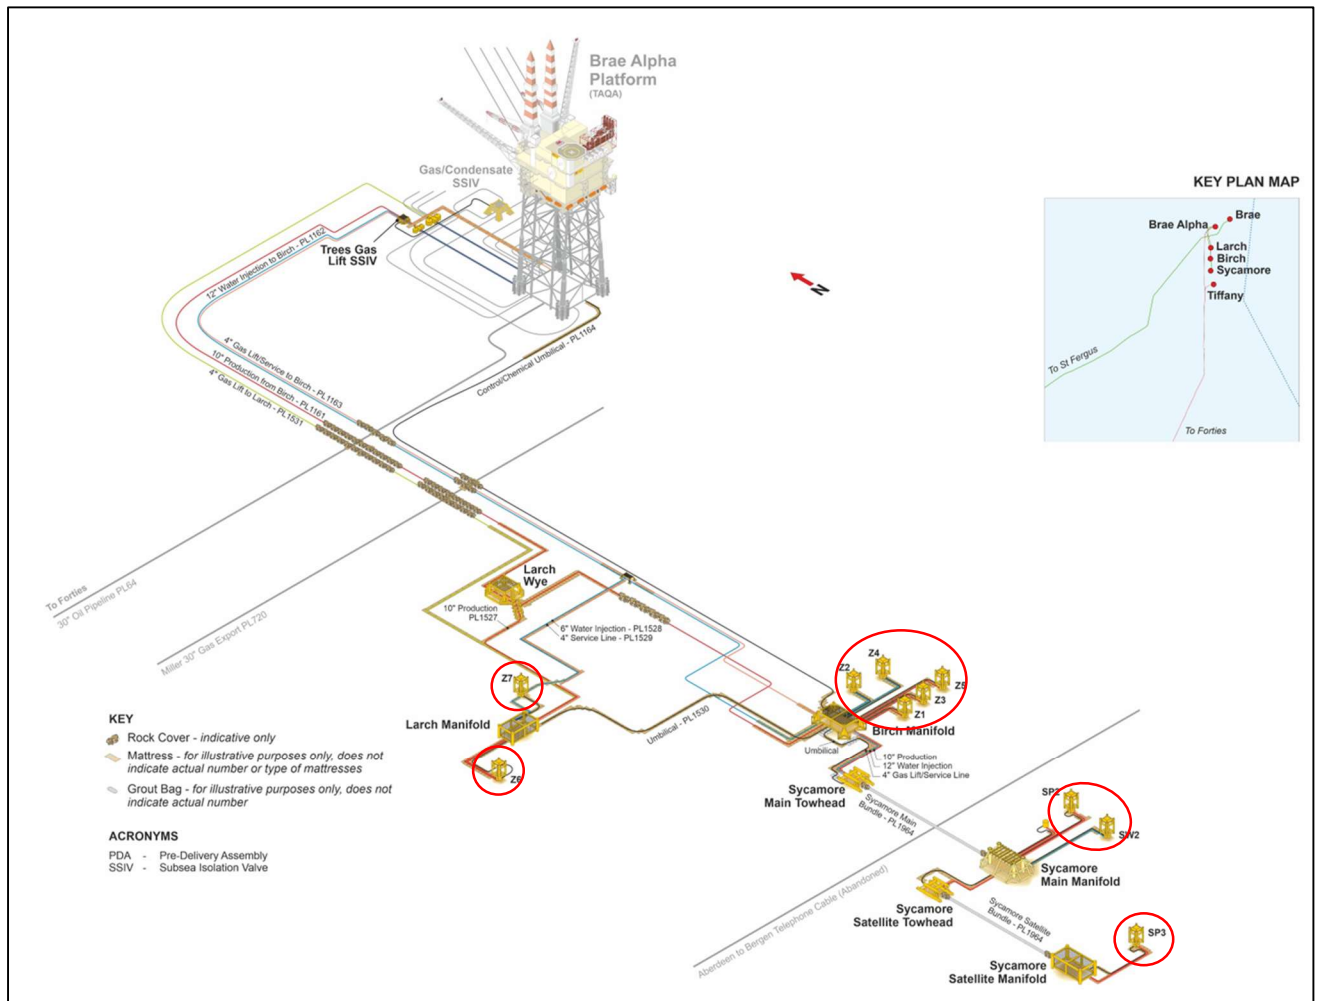 Brae Alpha
Platform
(TAQA)
Gas/Condensate
SSIV
Trees Gas
Lift SSIV
12" Water Injection to Birch - PL1162
4" Gas Lift/Service to Birch - PL1163
10" Production from Birch - PL1161
4" Gas Lift to Larch - PL1531
Control/Chemical Umbilical - PL1164
N
KEY PLAN MAP
Brae
Brae Alpha
Larch
Birch
Sycamore
Tiffany
To St Fergus
To Forties
To Forties
30" Oil Pipeline PL64
Miller 30" Gas Export PL720
Larch
Wye
10" Production
PL1527
6" Water Injection - PL1528
4" Service Line - PL1529
Z7
Larch Manifold
Z6
Umbilical - PL1530
Z2
Z4
Z5
Z3
Z1
Birch Manifold
Umbilical
10" Production
12" Water Injection
4" Gas Lift/Service Line
Sycamore
Main Towhead
Sycamore Main
Bundle - PL1964
SP2
SW2
Sycamore
Main Manifold
Sycamore
Satellite Towhead
Sycamore Satellite
Bundle - PL1964
SP3
Sycamore
Satellite Manifold
Aberdeen to Bergen Telephone Cable (Abandoned)
KEY
Rock Cover - indicative only
Mattress - for illustrative purposes only, does not
indicate actual number or type of mattresses
Grout Bag - for illustrative purposes only, does not
indicate actual number
ACRONYMS
PDA - Pre-Delivery Assembly
SSIV - Subsea Isolation Valve